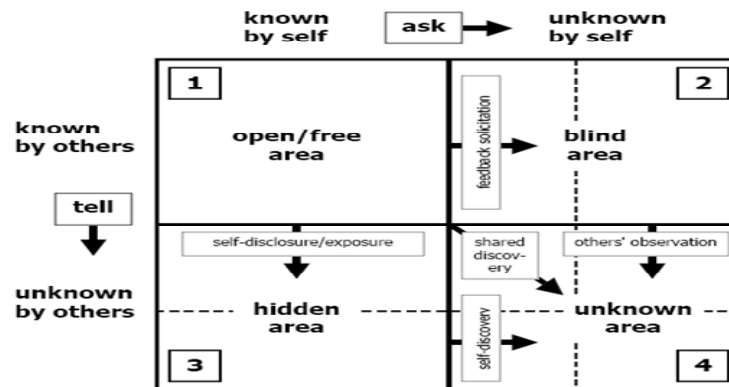 known
by self
ask
unknown
by self
1
2
known
by others
open/free
area
feedback solicitation
blind
area
tell
self-disclosure/exposure
shared
discov-
ery
others' observation
unknown
by others
hidden
area
self-discovery
unknown
area
3
4